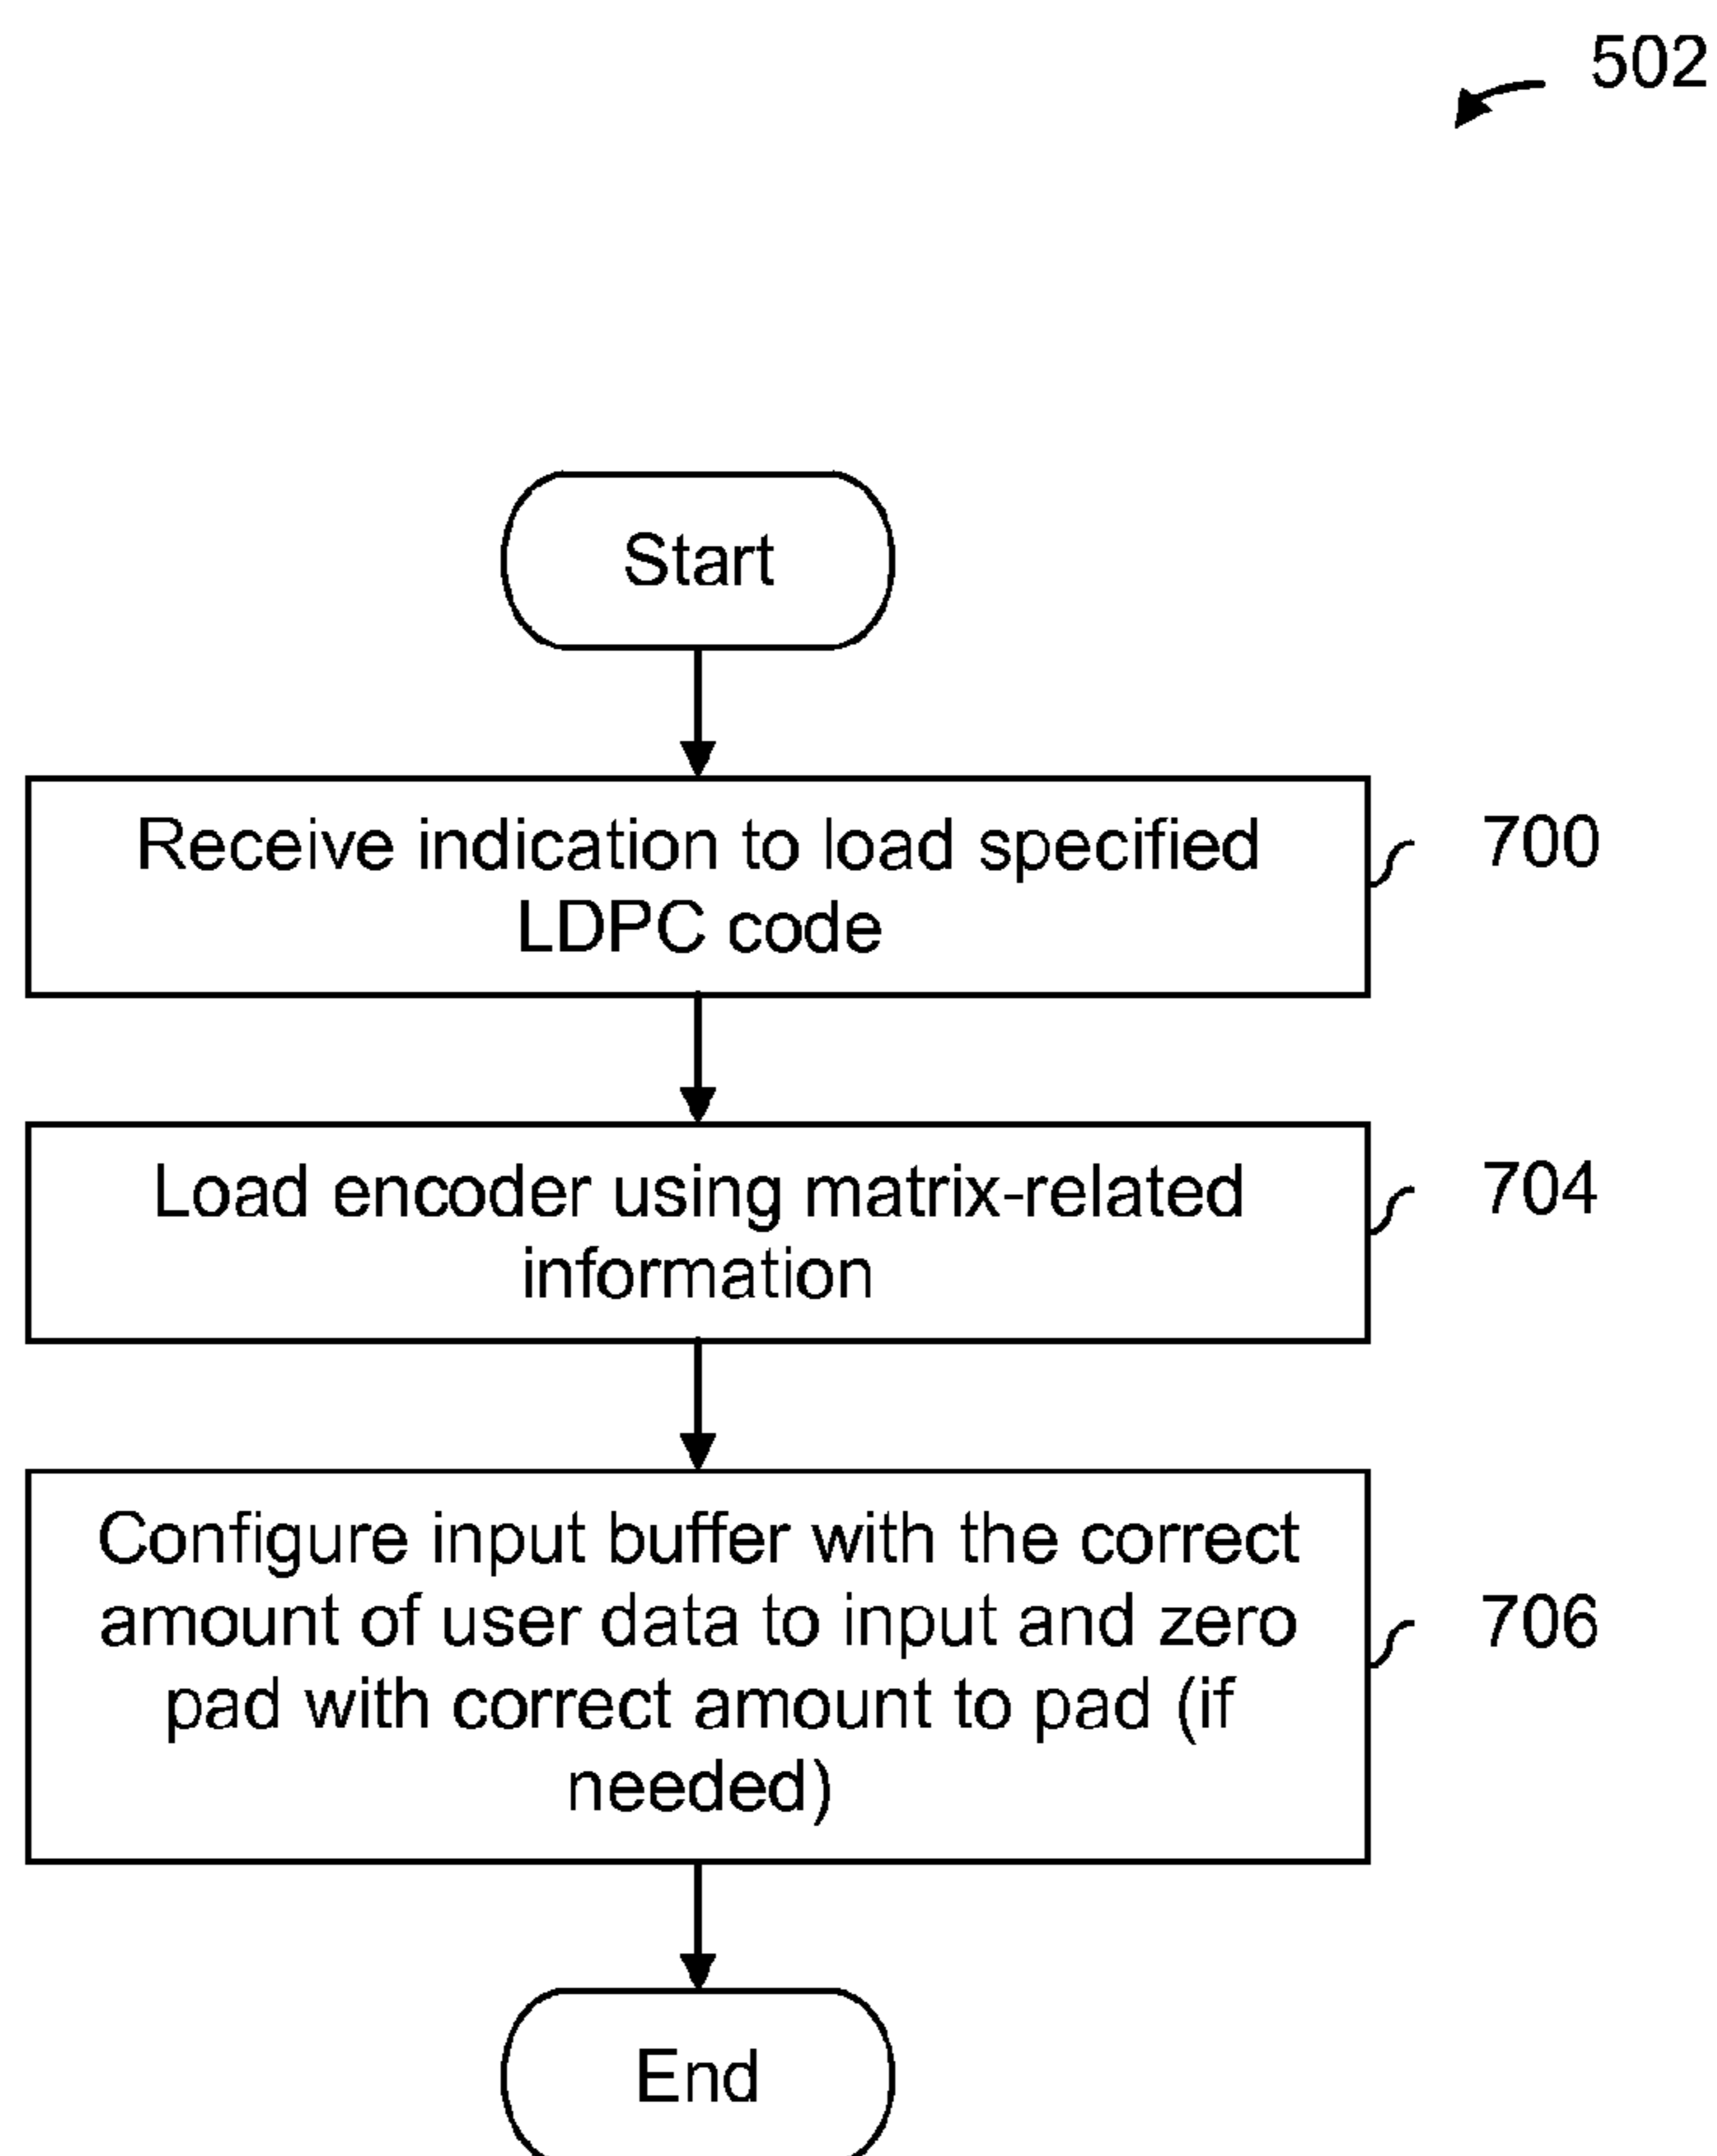 502
Start
Receive indication to load specified
LDPC code
700
Load encoder using matrix-related
information
704
Configure input buffer with the correct
amount of user data to input and zero
pad with correct amount to pad (if
needed)
706
End